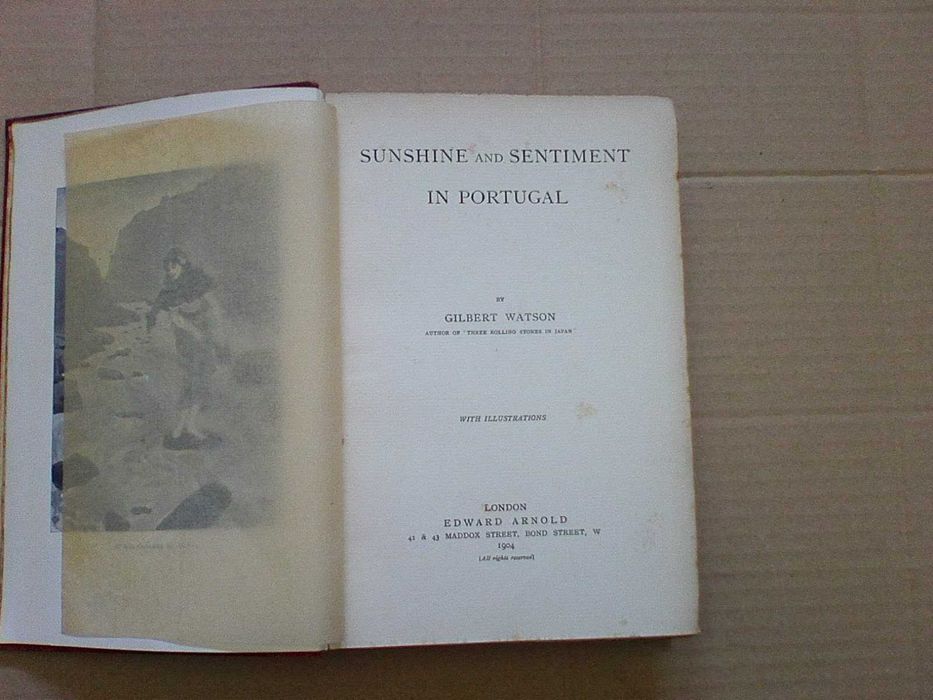 SUNSHINE AND SENTIMENT
IN PORTUGAL
BY
GILBERT WATSON
AUTHOR OF 'THREE ROLLING STONES IN JAPAN'
WITH ILLUSTRATIONS
LONDON
EDWARD ARNOLD
41 & 43 MADDOX STREET, BOND STREET, W
1904
[All rights reserved]